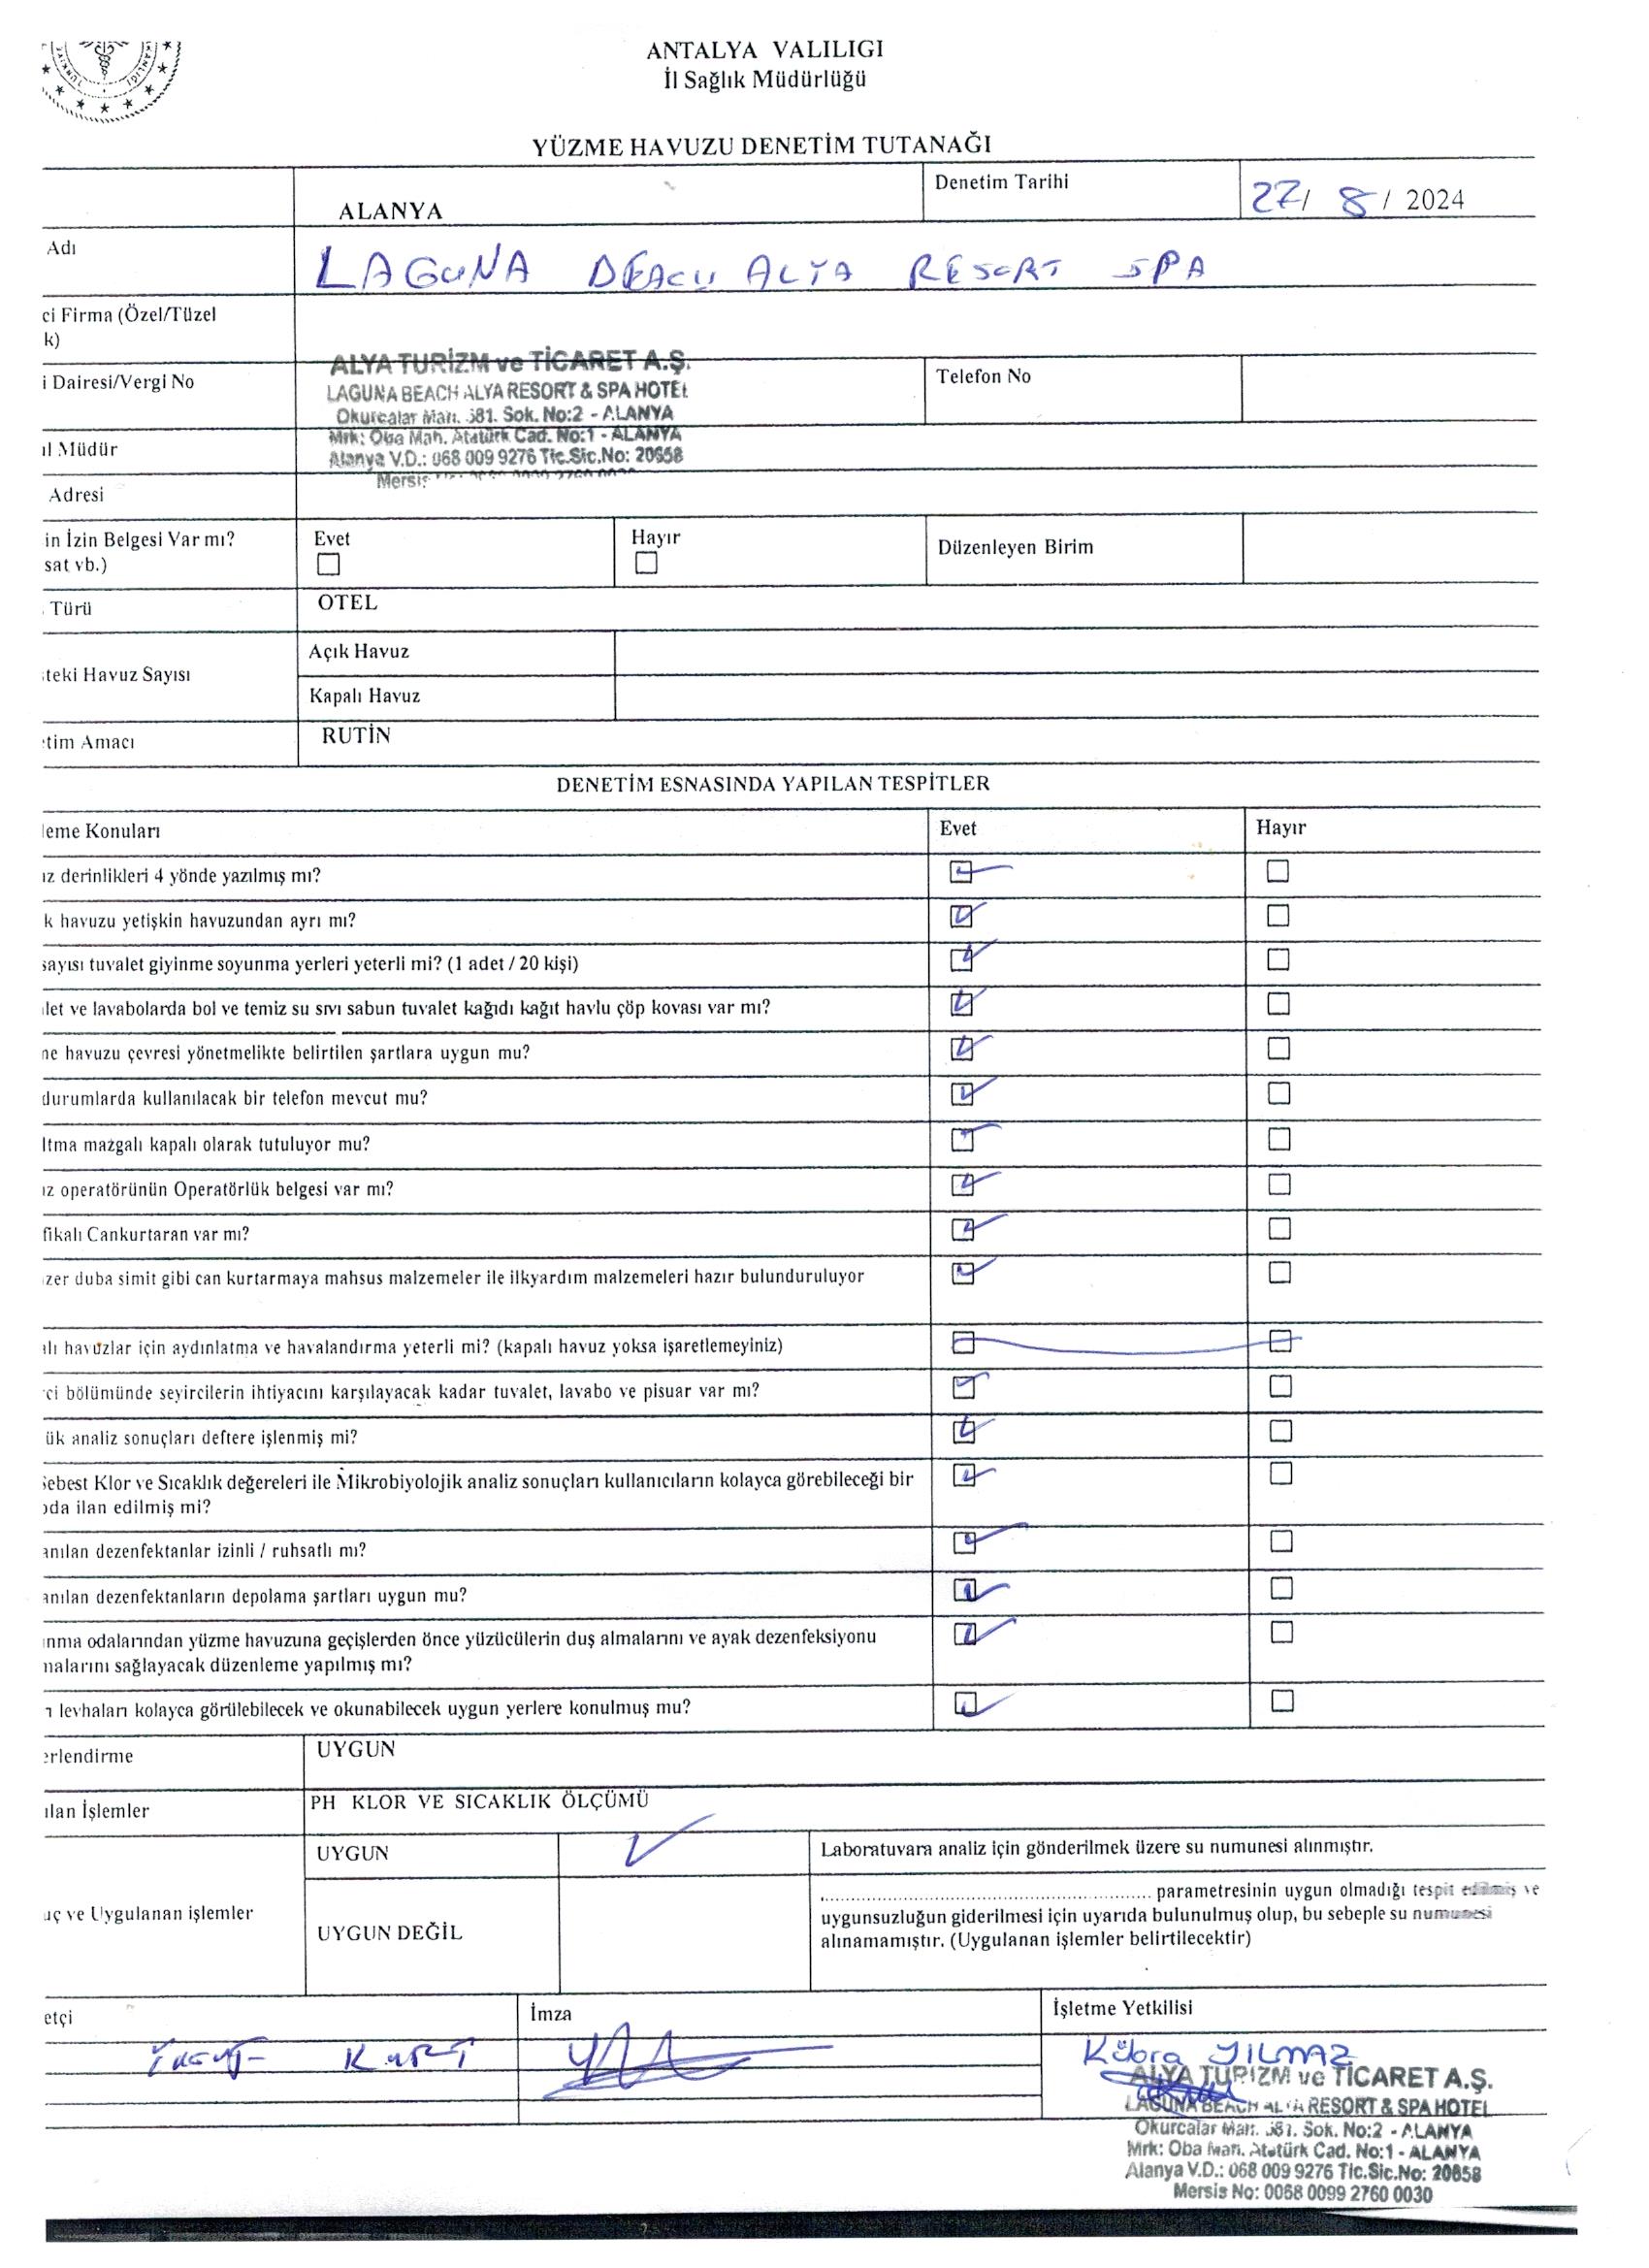 ANTALYA VALILIGI
İl Sağlık Müdürlüğü
YÜZME HAVUZU DENETİM TUTANAĞI
ALANYA
Denetim Tarihi
27/ 8 / 2024
Adı
LAGUNA BEACH ALYA RESORT SPA
ci Firma (Özel/Tüzel
k)
ALYA TURİZM ve TİCARET A.Ş.
LAGUNA BEACH ALYA RESORT & SPA HOTEL
Okurcalar Mah. 581. Sok. No:2 - ALANYA
Mrk: Oba Mah. Atatürk Cad. No:1 - ALANYA
Alanya V.D.: 068 009 9276 Tic.Sic.No: 20658
Mersis
i Dairesi/Vergi No
Telefon No
ıl Müdür
Adresi
in İzin Belgesi Var mı?
sat vb.)
Evet
Hayır
Düzenleyen Birim
Türü
OTEL
teki Havuz Sayısı
Açık Havuz
Kapalı Havuz
tim Amacı
RUTİN
DENETİM ESNASINDA YAPILAN TESPİTLER
leme Konuları
Evet
Hayır
ız derinlikleri 4 yönde yazılmış mı?
k havuzu yetişkin havuzundan ayrı mı?
sayısı tuvalet giyinme soyunma yerleri yeterli mi? (1 adet / 20 kişi)
let ve lavabolarda bol ve temiz su sıvı sabun tuvalet kağıdı kağıt havlu çöp kovası var mı?
ne havuzu çevresi yönetmelikte belirtilen şartlara uygun mu?
durumlarda kullanılacak bir telefon mevcut mu?
ltma mazgalı kapalı olarak tutuluyor mu?
ız operatörünün Operatörlük belgesi var mı?
fikalı Cankurtaran var mı?
zer duba simit gibi can kurtarmaya mahsus malzemeler ile ilkyardım malzemeleri hazır bulunduruluyor
alı havuzlar için aydınlatma ve havalandırma yeterli mi? (kapalı havuz yoksa işaretlemeyiniz)
ci bölümünde seyircilerin ihtiyacını karşılayacak kadar tuvalet, lavabo ve pisuar var mı?
ük analiz sonuçları deftere işlenmiş mi?
Sebest Klor ve Sıcaklık değereleri ile Mikrobiyolojik analiz sonuçları kullanıcıların kolayca görebileceği bir
oda ilan edilmiş mi?
anılan dezenfektanlar izinli / ruhsatlı mı?
anılan dezenfektanların depolama şartları uygun mu?
nma odalarından yüzme havuzuna geçişlerden önce yüzücülerin duş almalarını ve ayak dezenfeksiyonu
malarını sağlayacak düzenleme yapılmış mı?
ı levhaları kolayca görülebilecek ve okunabilecek uygun yerlere konulmuş mu?
erlendirme
UYGUN
ılan İşlemler
PH KLOR VE SICAKLIK ÖLÇÜMÜ
uç ve Uygulanan işlemler
UYGUN
Laboratuvara analiz için gönderilmek üzere su numunesi alınmıştır.
UYGUN DEĞİL
.......................................................... parametresinin uygun olmadığı tespit edilmiş ve
uygunsuzluğun giderilmesi için uyarıda bulunulmuş olup, bu sebeple su numunesi
alınamamıştır. (Uygulanan işlemler belirtilecektir)
etçi
İmza
İşletme Yetkilisi
KURT
Kübra YILMAZ
ALYA TURİZM ve TİCARET A.Ş.
LAGUNA BEACH ALYA RESORT & SPA HOTEL
Okurcalar Mah. 581. Sok. No:2 - ALANYA
Mrk: Oba Mah. Atatürk Cad. No:1 - ALANYA
Alanya V.D.: 068 009 9276 Tic.Sic.No: 20658
Mersis No: 0068 0099 2760 0030